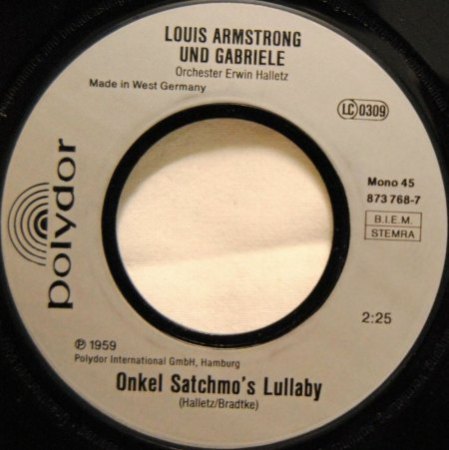 LOUIS ARMSTRONG
UND GABRIELE
Orchester Erwin Halletz
Made in West Germany
LC 0309
polydor
Mono 45
873 768-7
B.I.E.M.
STEMRA
2:25
℗ 1959
Polydor International GmbH, Hamburg
Onkel Satchmo's Lullaby
(Halletz/Bradtke)